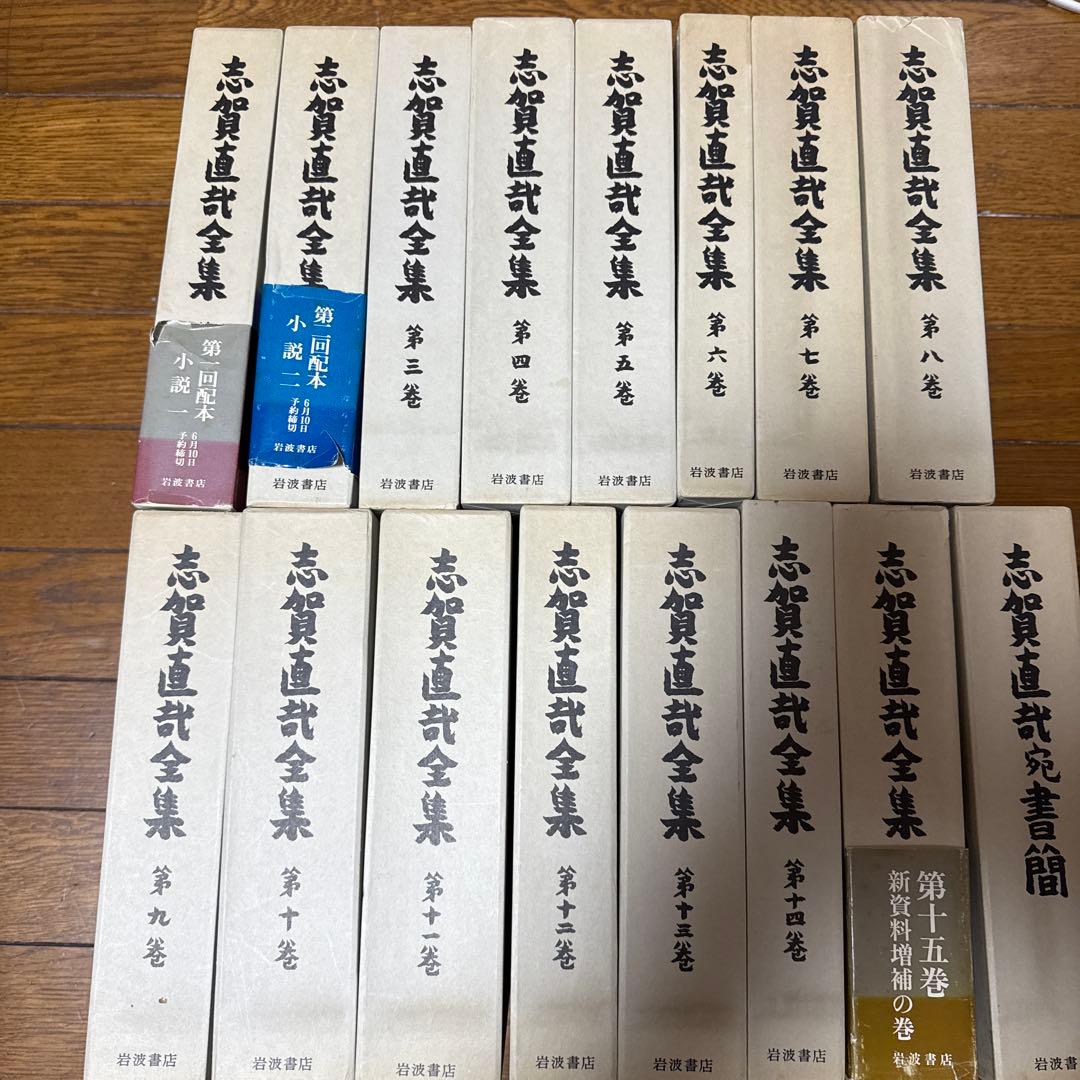 志賀直哉全集
第一回配本
小説一
6月10日
予約締切
岩波書店
志賀直哉全集
第二回配本
小説二
6月10日
予約締切
岩波書店
岩波書店
志賀直哉全集
第三巻
岩波書店
志賀直哉全集
第四巻
岩波書店
志賀直哉全集
第五巻
岩波書店
志賀直哉全集
第六巻
岩波書店
志賀直哉全集
第七巻
岩波書店
志賀直哉全集
第八巻
岩波書店
志賀直哉全集
第九巻
岩波書店
志賀直哉全集
第十巻
岩波書店
志賀直哉全集
第十一巻
岩波書店
志賀直哉全集
第十二巻
岩波書店
志賀直哉全集
第十三巻
岩波書店
志賀直哉全集
第十四巻
岩波書店
志賀直哉全集
第十五巻
新資料増補の巻
岩波書店
志賀直哉宛書簡
岩波書